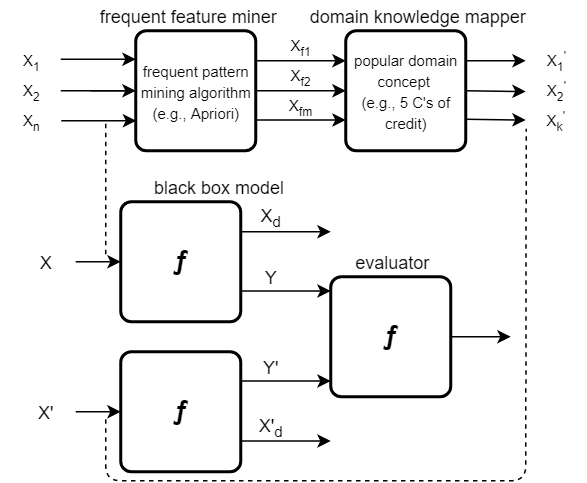 frequent feature miner
domain knowledge mapper
X1
X2
Xn
frequent pattern
mining algorithm
(e.g., Apriori)
Xf1
Xf2
Xfm
popular domain
concept
(e.g., 5 C's of
credit)
X1'
X2'
Xk'
black box model
X
ƒ
Xd
Y
evaluator
ƒ
X'
ƒ
Y'
X'd